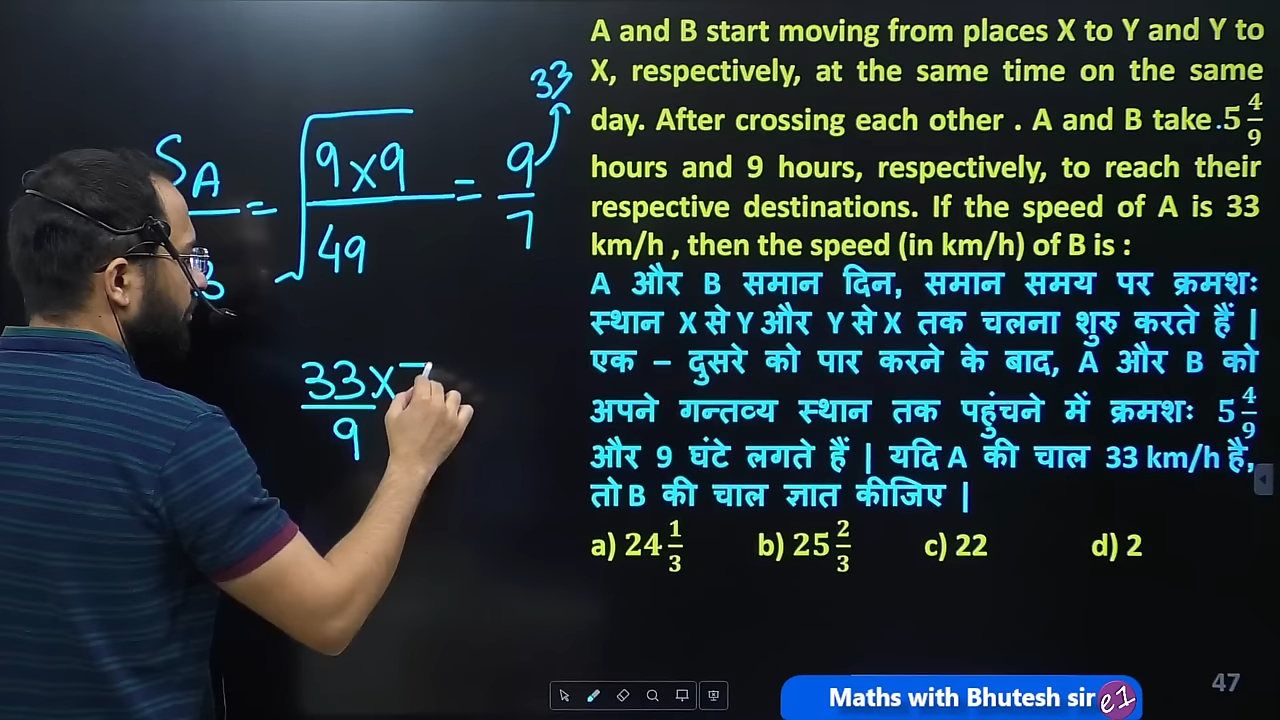 A and B start moving from places X to Y and Y to
X, respectively, at the same time on the same
day. After crossing each other . A and B take 5 4/9
hours and 9 hours, respectively, to reach their
respective destinations. If the speed of A is 33
km/h , then the speed (in km/h) of B is :
A और B समान दिन, समान समय पर क्रमशः
स्थान X से Y और Y से X तक चलना शुरु करते हैं |
एक – दुसरे को पार करने के बाद, A और B को
अपने गन्तव्य स्थान तक पहुंचने में क्रमशः 5 4/9
और 9 घंटे लगते हैं | यदि A की चाल 33 km/h है,
तो B की चाल ज्ञात कीजिए |
a) 24 1/3 b) 25 2/3 c) 22 d) 2
33
S_A = √(9×9/49) = 9/7
33×7
9
47
Maths with Bhutesh sir e1